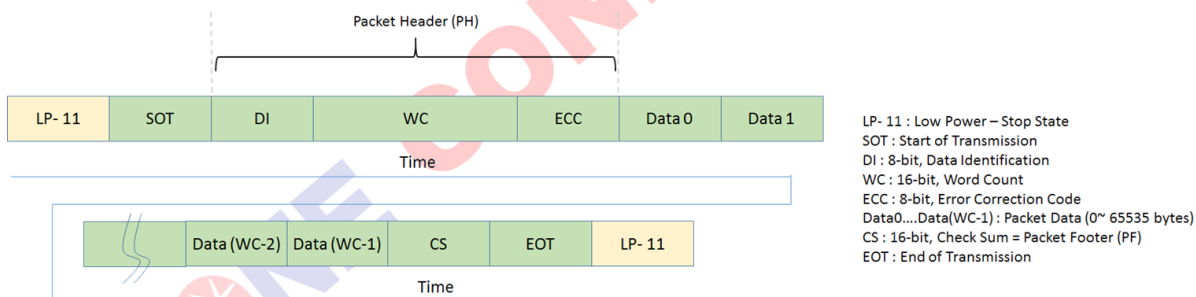 Packet Header (PH)
LP- 11 SOT DI WC ECC Data 0 Data 1
Time
LP- 11 : Low Power – Stop State
SOT : Start of Transmission
DI : 8-bit, Data Identification
WC : 16-bit, Word Count
ECC : 8-bit, Error Correction Code
Data0....Data(WC-1) : Packet Data (0~ 65535 bytes)
CS : 16-bit, Check Sum = Packet Footer (PF)
EOT : End of Transmission
Data (WC-2) Data (WC-1) CS EOT LP- 11
Time